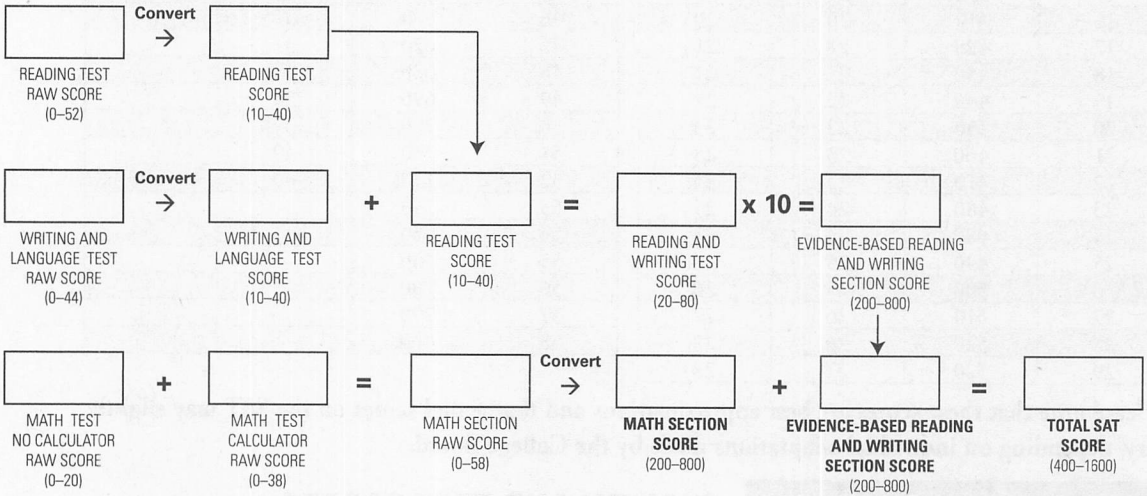 Convert
→
READING TEST
RAW SCORE
(0–52)
READING TEST
SCORE
(10–40)
Convert
→
+
=
x 10 =
WRITING AND
LANGUAGE TEST
RAW SCORE
(0–44)
WRITING AND
LANGUAGE TEST
SCORE
(10–40)
READING TEST
SCORE
(10–40)
READING AND
WRITING TEST
SCORE
(20–80)
EVIDENCE-BASED READING
AND WRITING
SECTION SCORE
(200–800)
+
=
Convert
→
+
=
MATH TEST
NO CALCULATOR
RAW SCORE
(0–20)
MATH TEST
CALCULATOR
RAW SCORE
(0–38)
MATH SECTION
RAW SCORE
(0–58)
MATH SECTION
SCORE
(200–800)
EVIDENCE-BASED READING
AND WRITING
SECTION SCORE
(200–800)
TOTAL SAT
SCORE
(400–1600)